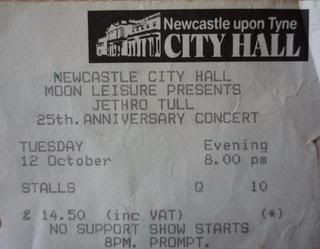 Newcastle upon Tyne
CITY HALL
NEWCASTLE CITY HALL
MOON LEISURE PRESENTS
JETHRO TULL
25th. ANNIVERSARY CONCERT
TUESDAY Evening
12 October 8.00 pm
STALLS Q 10
£ 14.50 (inc VAT) (*)
NO SUPPORT SHOW STARTS
8PM. PROMPT.